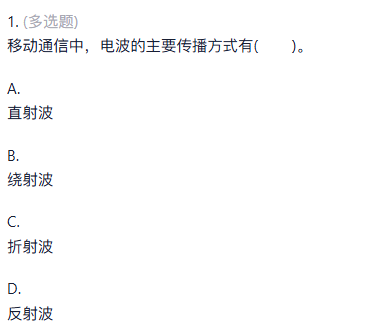 1. (多选题)
移动通信中，电波的主要传播方式有(　　)。
A.
直射波
B.
绕射波
C.
折射波
D.
反射波